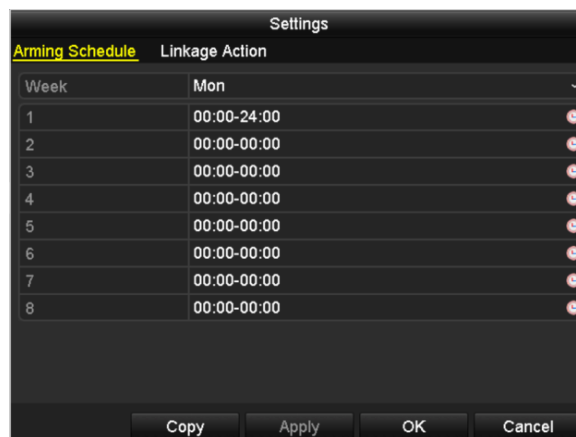 Settings
Arming Schedule Linkage Action
Week Mon
1 00:00-24:00
2 00:00-00:00
3 00:00-00:00
4 00:00-00:00
5 00:00-00:00
6 00:00-00:00
7 00:00-00:00
8 00:00-00:00
Copy Apply OK Cancel